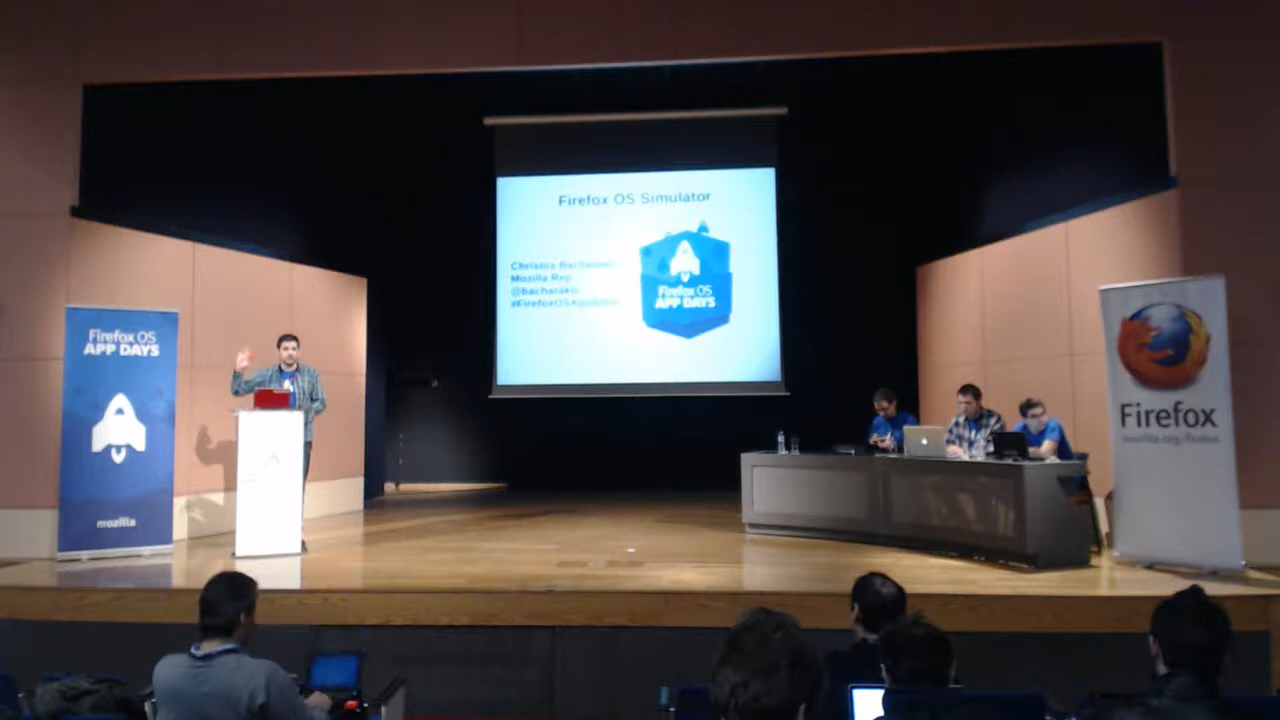 Firefox OS Simulator
Christos
Mozilla Rep
@bacharakis
Firefox OS
APP DAYS
Firefox OS
APP DAYS
mozilla
Firefox
mozilla.org/firefox